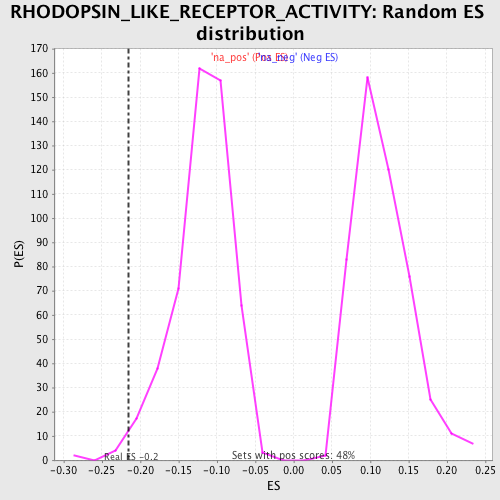 RHODOPSIN_LIKE_RECEPTOR_ACTIVITY: Random ES
distribution
'na_pos' (Pos ES) 'na_neg' (Neg ES)
170
160
150
140
130
120
110
100
90
80
70
60
50
40
30
20
10
0
P(ES)
Real ES -0.2
Sets with pos scores: 48%
-0.30 -0.25 -0.20 -0.15 -0.10 -0.05 0.00 0.05 0.10 0.15 0.20 0.25
ES